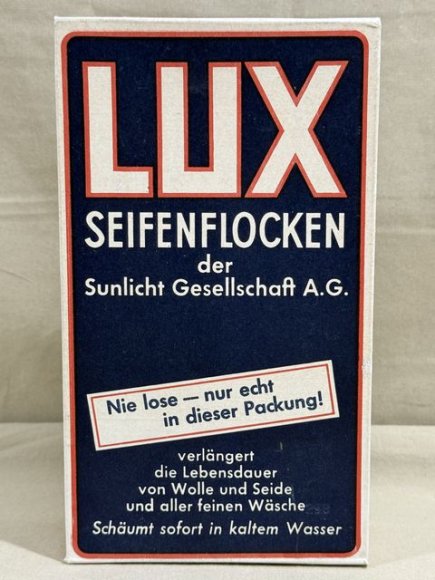 LUX
SEIFENFLOCKEN
der
Sunlicht Gesellschaft A.G.
Nie lose — nur echt
in dieser Packung!
verlängert
die Lebensdauer
von Wolle und Seide
und aller feinen Wäsche
Schäumt sofort in kaltem Wasser